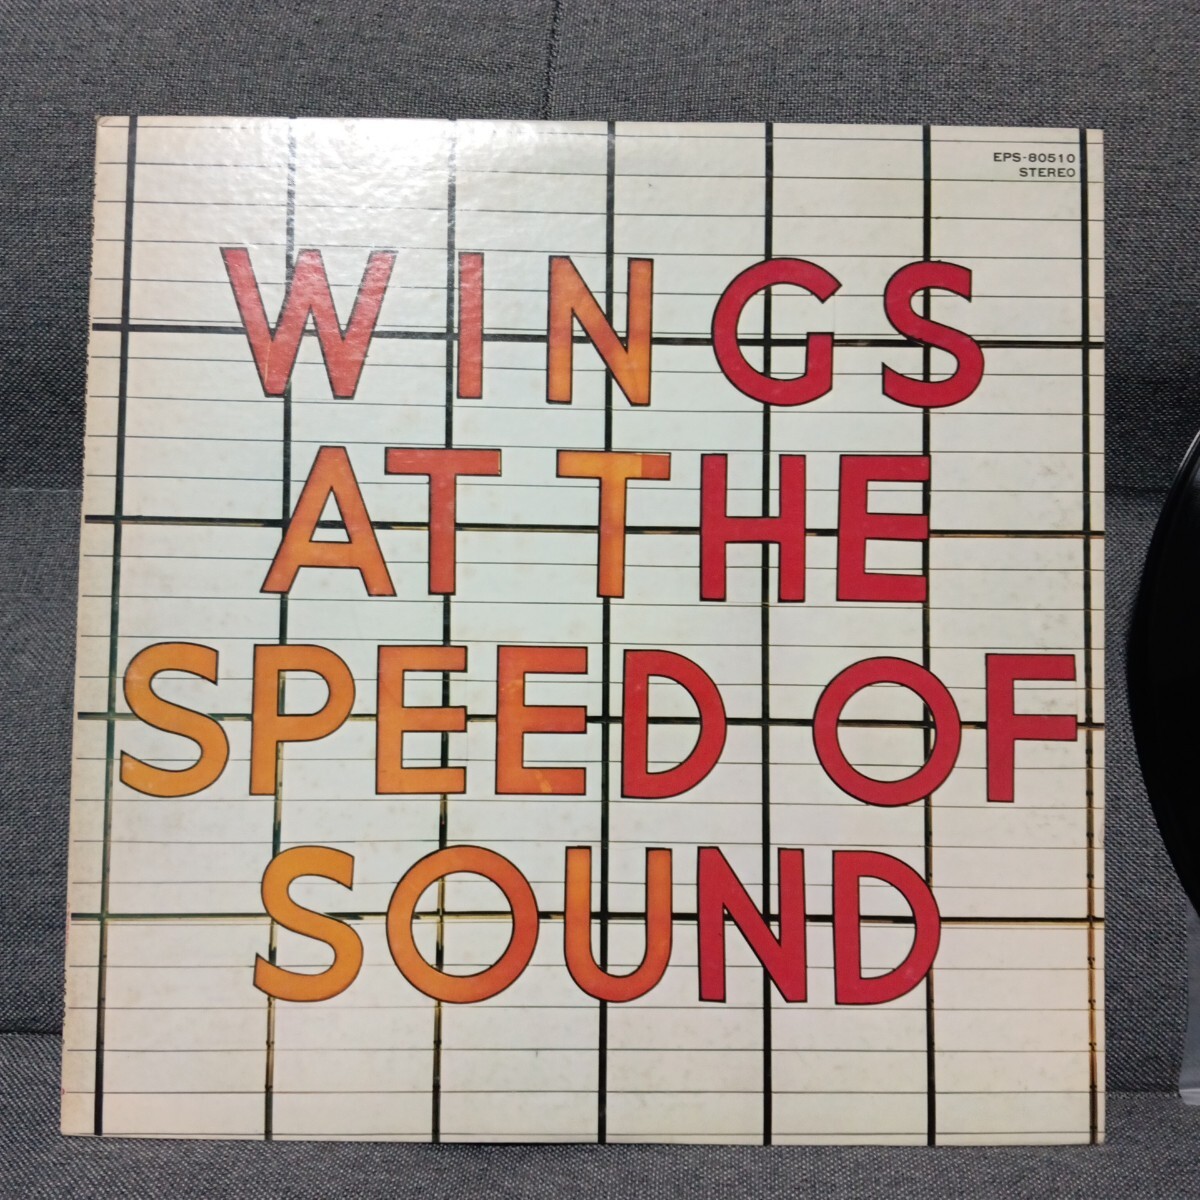 EPS-80510
STEREO
WINGS
AT THE
SPEED OF
SOUND